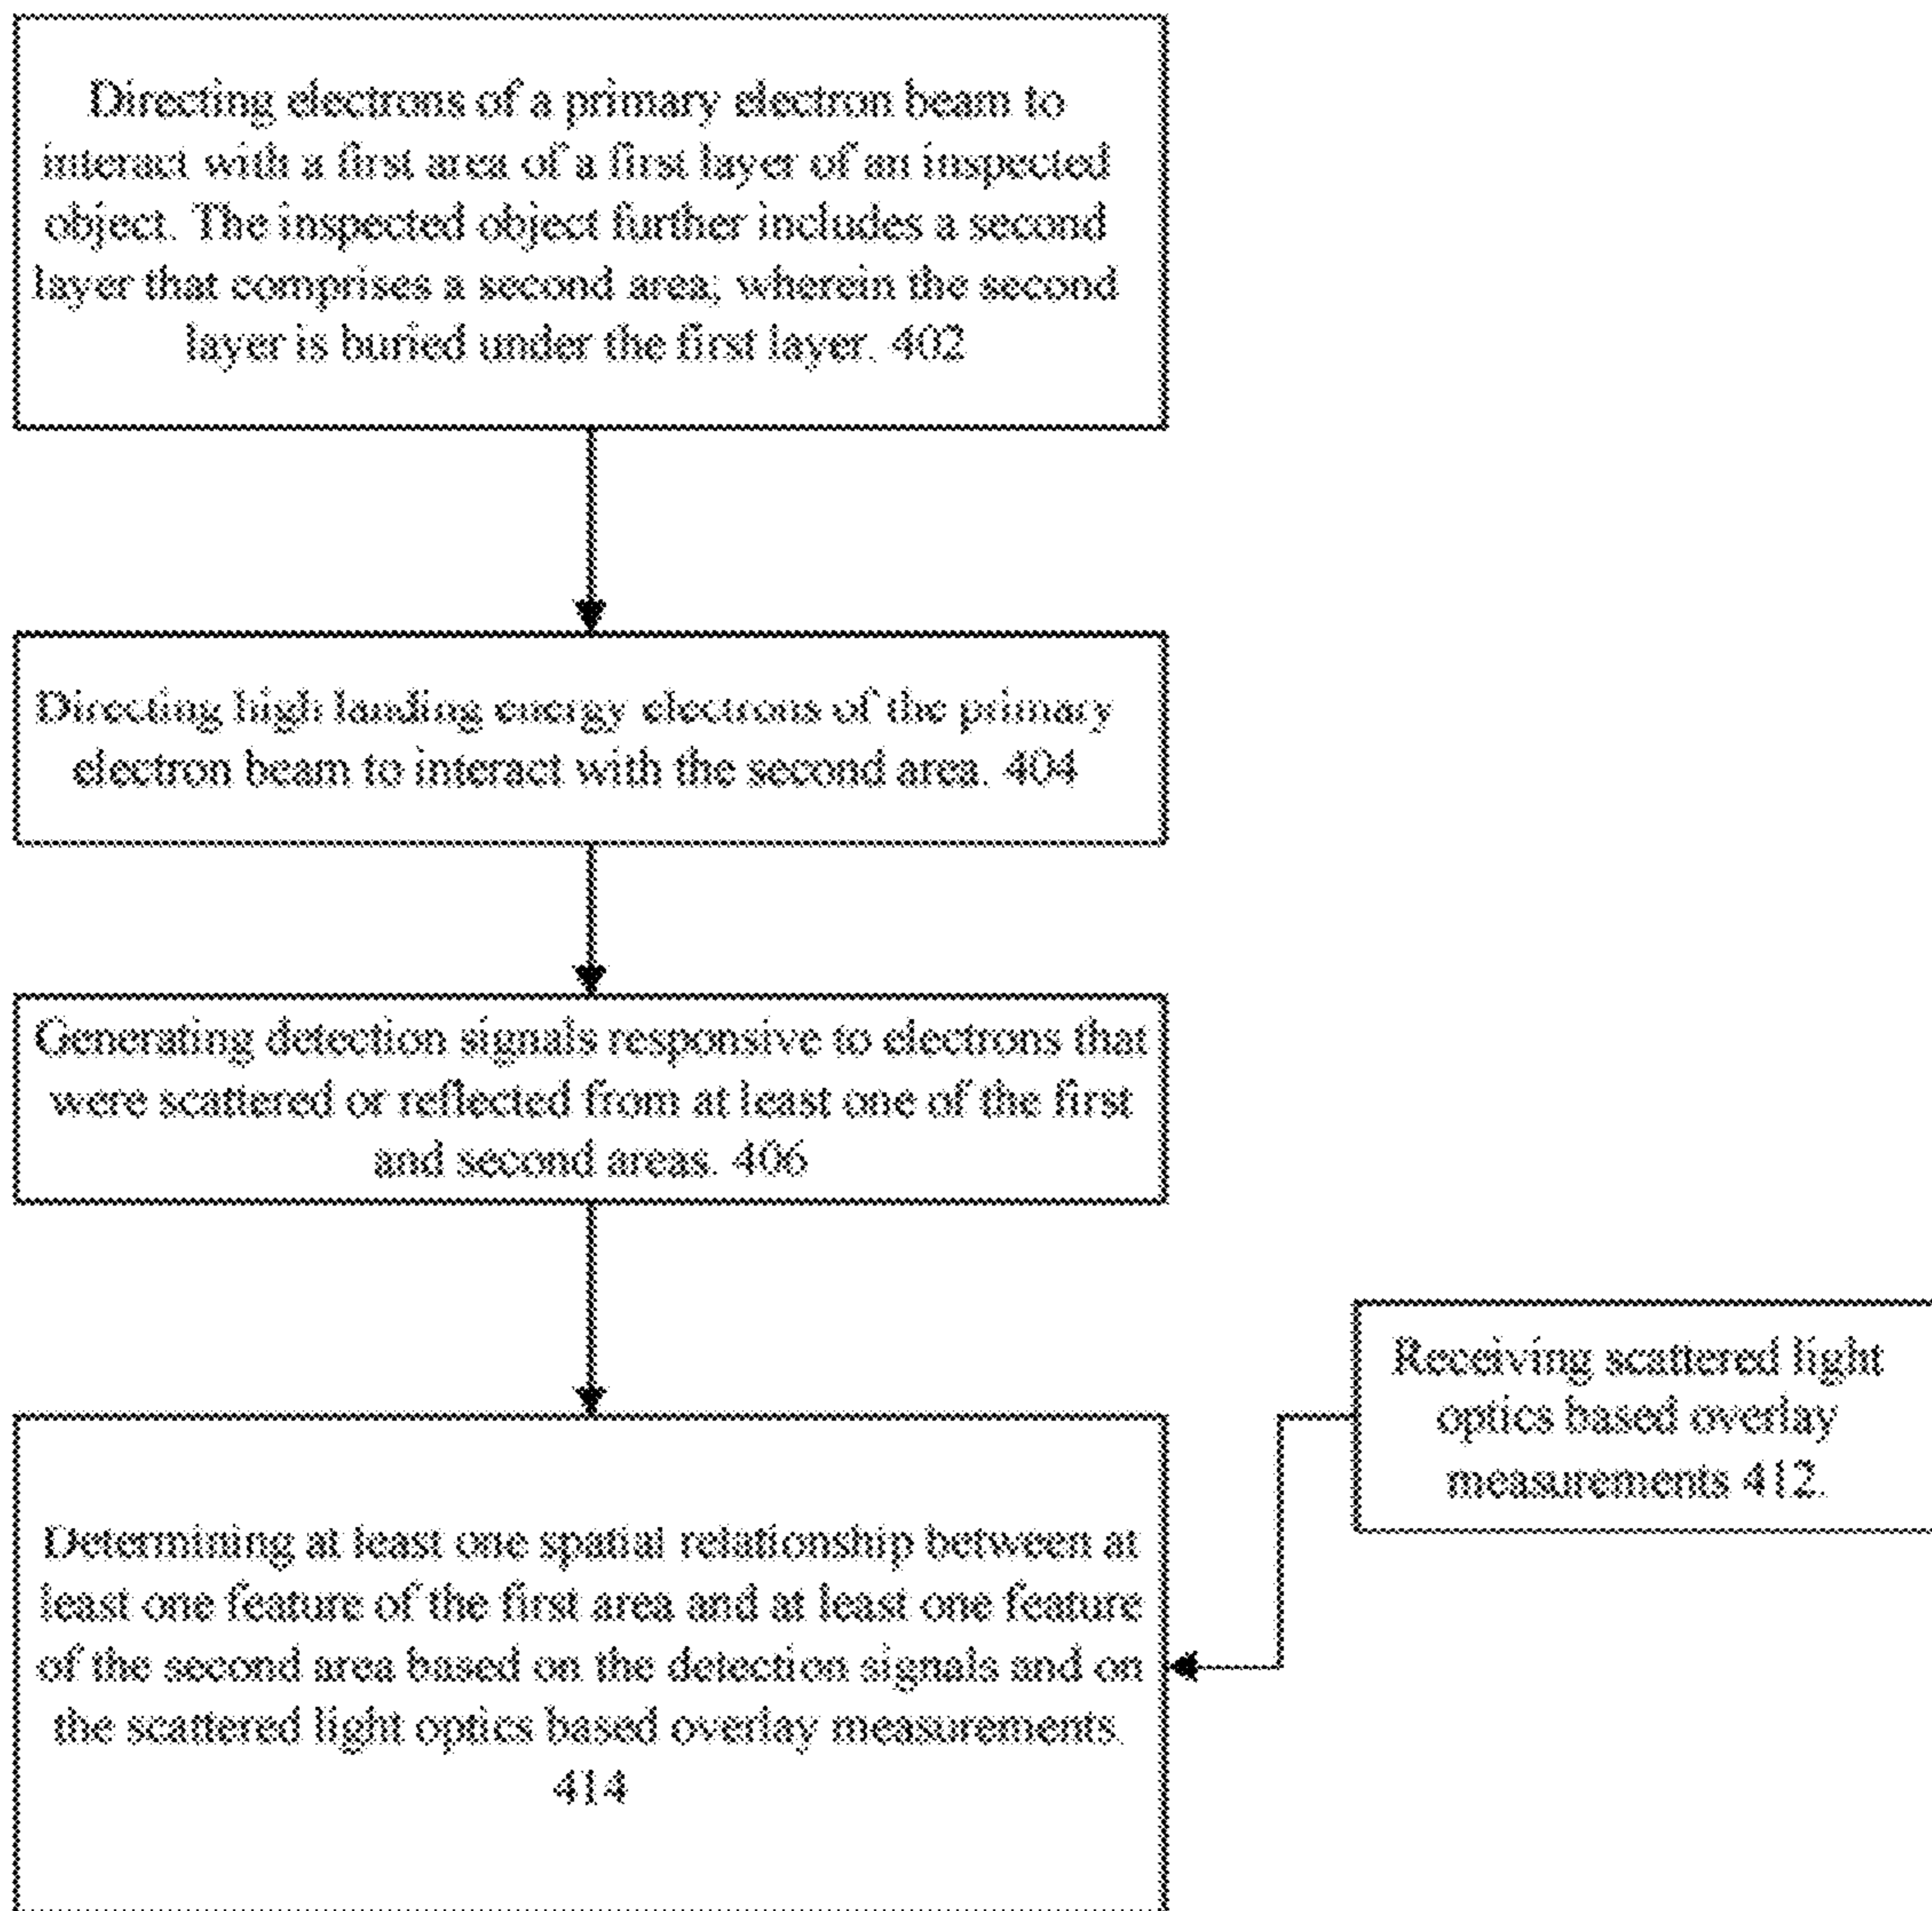 Directing electrons of a primary electron beam to
interact with a first area of a first layer of an inspected
object. The inspected object further includes a second
layer that comprises a second area; wherein the second
layer is buried under the first layer. 402
Directing high landing energy electrons of the primary
electron beam to interact with the second area. 404
Generating detection signals responsive to electrons that
were scattered or reflected from at least one of the first
and second areas. 406
Receiving scattered light
optics based overlay
measurements 412.
Determining at least one spatial relationship between at
least one feature of the first area and at least one feature
of the second area based on the detection signals and on
the scattered light optics based overlay measurements.
414